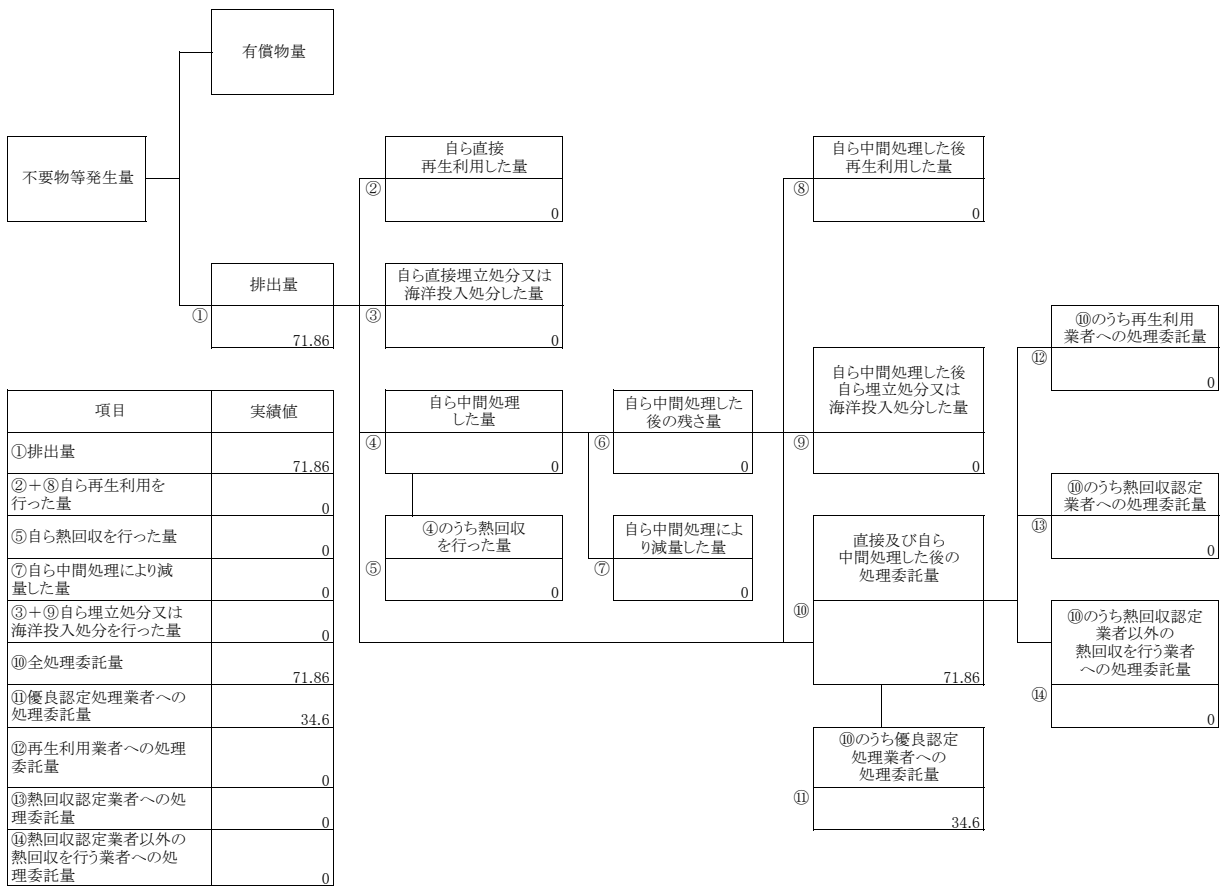 有償物量
不要物等発生量
自ら直接
再生利用した量
②
0
自ら中間処理した後
再生利用した量
⑧
0
排出量
①
71.86
自ら直接埋立処分又は
海洋投入処分した量
③
0
⑩のうち再生利用
業者への処理委託量
⑫
0
自ら中間処理
した量
④
0
自ら中間処理した
後の残さ量
⑥
0
自ら中間処理した後
自ら埋立処分又は
海洋投入処分した量
⑨
0
⑩のうち熱回収認定
業者への処理委託量
⑬
0
④のうち熱回収
を行った量
⑤
0
自ら中間処理によ
り減量した量
⑦
0
直接及び自ら
中間処理した後の
処理委託量
⑩
71.86
⑩のうち熱回収認定
業者以外の
熱回収を行う業者
への処理委託量
⑭
0
⑩のうち優良認定
処理業者への
処理委託量
⑪
34.6
項目 実績値
①排出量
71.86
②+⑧自ら再生利用を
行った量
0
⑤自ら熱回収を行った量
0
⑦自ら中間処理により減
量した量
0
③+⑨自ら埋立処分又は
海洋投入処分を行った量
0
⑩全処理委託量
71.86
⑪優良認定処理業者への
処理委託量
34.6
⑫再生利用業者への処理
委託量
0
⑬熱回収認定業者への処
理委託量
0
⑭熱回収認定業者以外の
熱回収を行う業者への処
理委託量
0